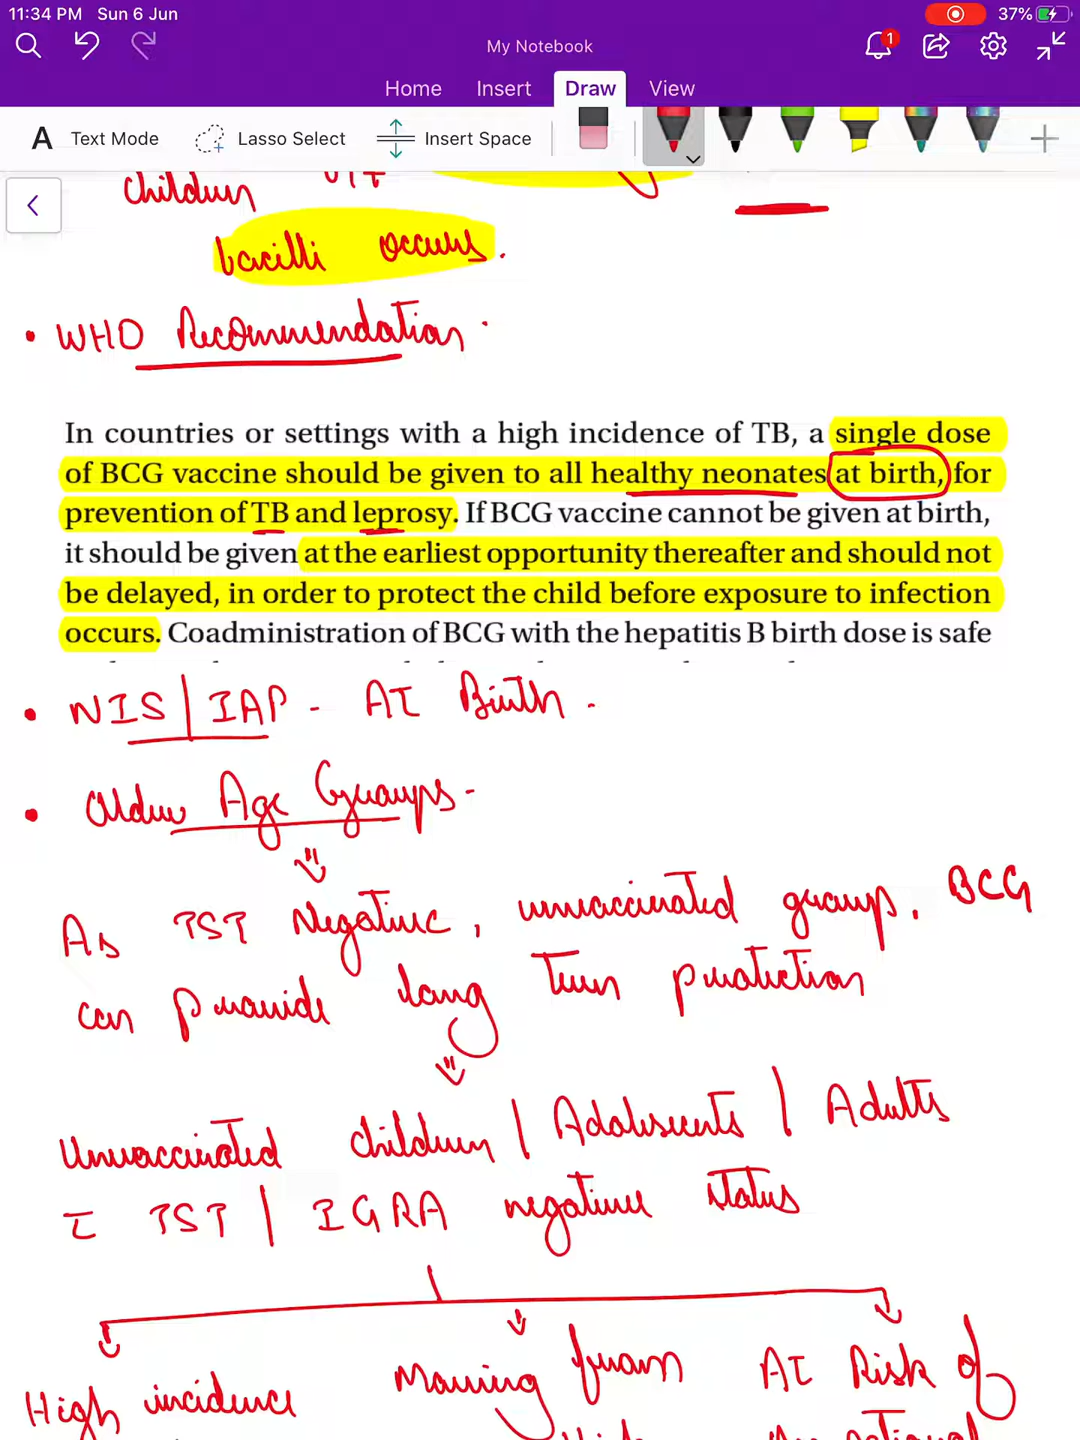 11:34 PM Sun 6 Jun
37%
1
My Notebook
Home Insert Draw View
A Text Mode Lasso Select Insert Space
children
bacilli occurs.
• WHO Recommendation.
In countries or settings with a high incidence of TB, a single dose
of BCG vaccine should be given to all healthy neonates at birth, for
prevention of TB and leprosy. If BCG vaccine cannot be given at birth,
it should be given at the earliest opportunity thereafter and should not
be delayed, in order to protect the child before exposure to infection
occurs. Coadministration of BCG with the hepatitis B birth dose is safe
• NIS | IAP - At Birth.
• Older Age Groups -
As TST Negative, unvaccinated group, BCG
can provide long term protection
Unvaccinated children | Adolescents | Adults
c TST | IGRA negative status
High incidence Moving from At Risk of